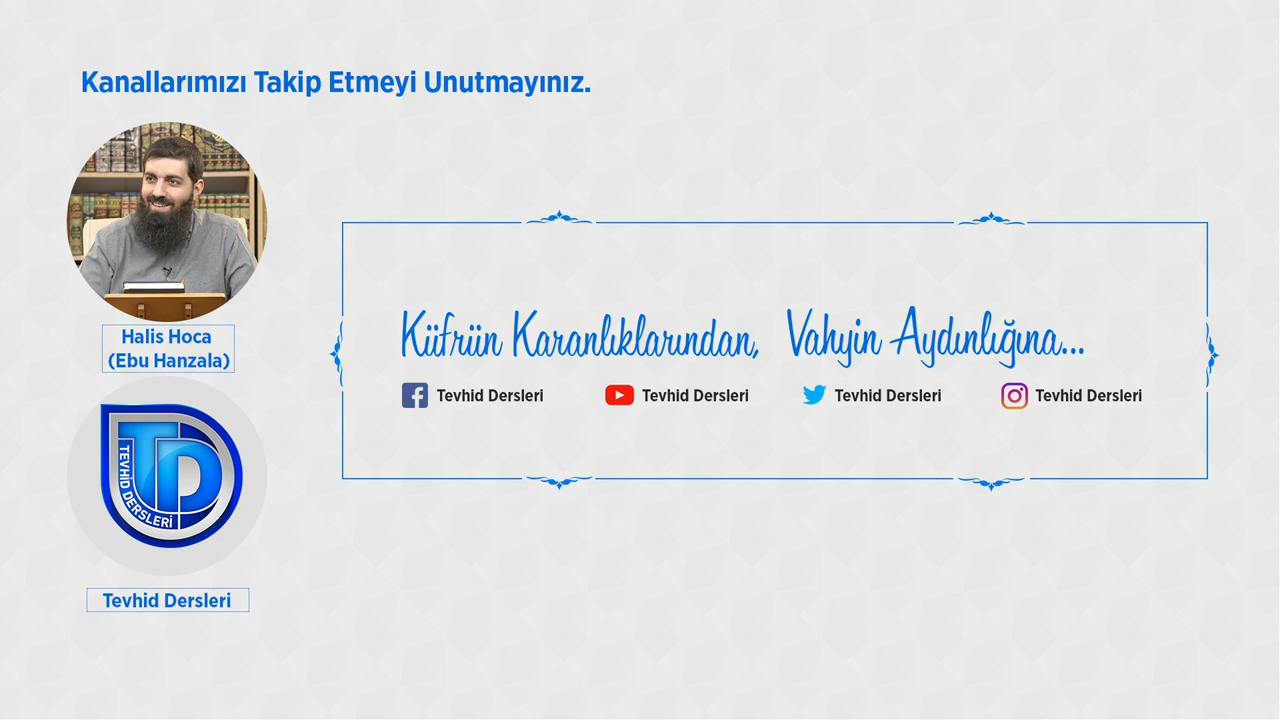 Kanallarımızı Takip Etmeyi Unutmayınız.
Halis Hoca
(Ebu Hanzala)
Küfrün Karanlıklarından, Vahyin Aydınlığına...
Tevhid Dersleri Tevhid Dersleri Tevhid Dersleri Tevhid Dersleri
TD
TEVHİD DERSLERİ
Tevhid Dersleri